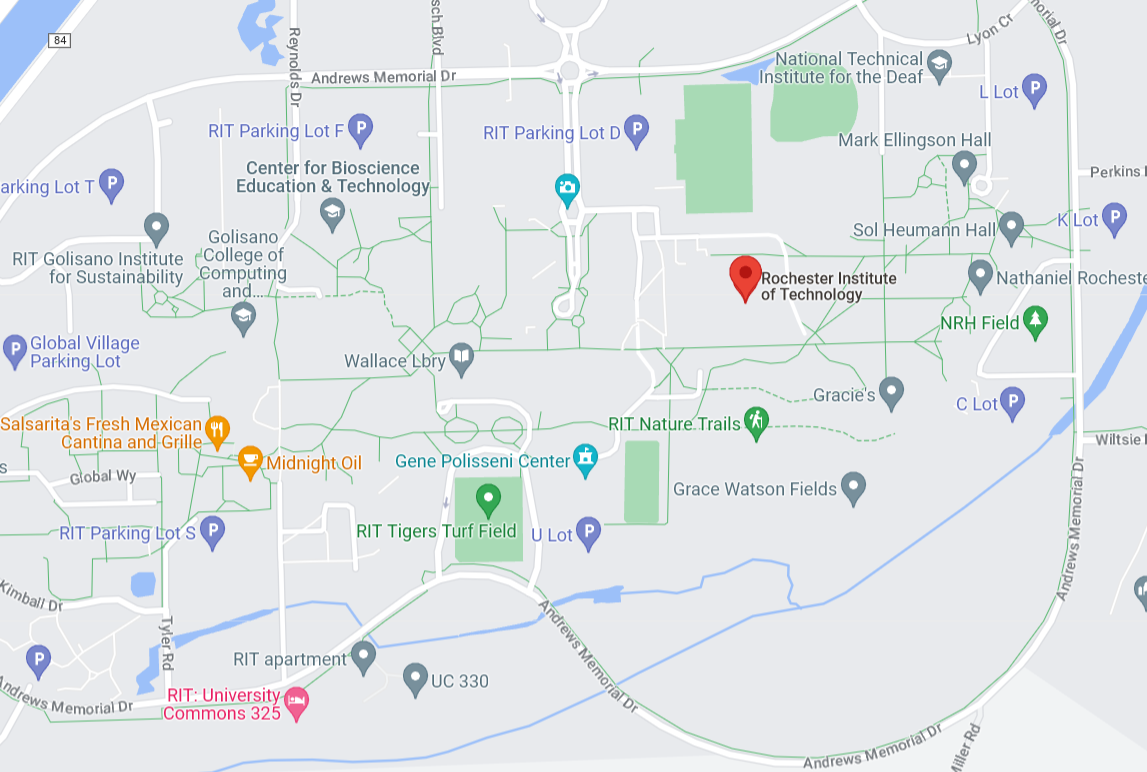 84
Reynolds Dr
sch Blvd
Andrews Memorial Dr
Lyon Cr
morial Dr
National Technical
Institute for the Deaf
L Lot
RIT Parking Lot F
RIT Parking Lot D
Mark Ellingson Hall
Center for Bioscience
Education & Technology
Perkins
arking Lot T
K Lot
Sol Heumann Hall
RIT Golisano Institute
for Sustainability
Golisano
College of
Computing
and...
Rochester Institute
of Technology
Nathaniel Rocheste
NRH Field
Global Village
Parking Lot
Wallace Lbry
Gracie's
C Lot
Salsarita's Fresh Mexican
Cantina and Grille
RIT Nature Trails
Wiltsie
Midnight Oil
Gene Polisseni Center
s
Global Wy
Grace Watson Fields
RIT Parking Lot S
RIT Tigers Turf Field
U Lot
Andrews Memorial Dr
Kimball Dr
Tyler Rd
Andrews Memorial Dr
RIT apartment
UC 330
RIT: University
Commons 325
Andrews Memorial Dr
Andrews Memorial Dr
Miller Rd